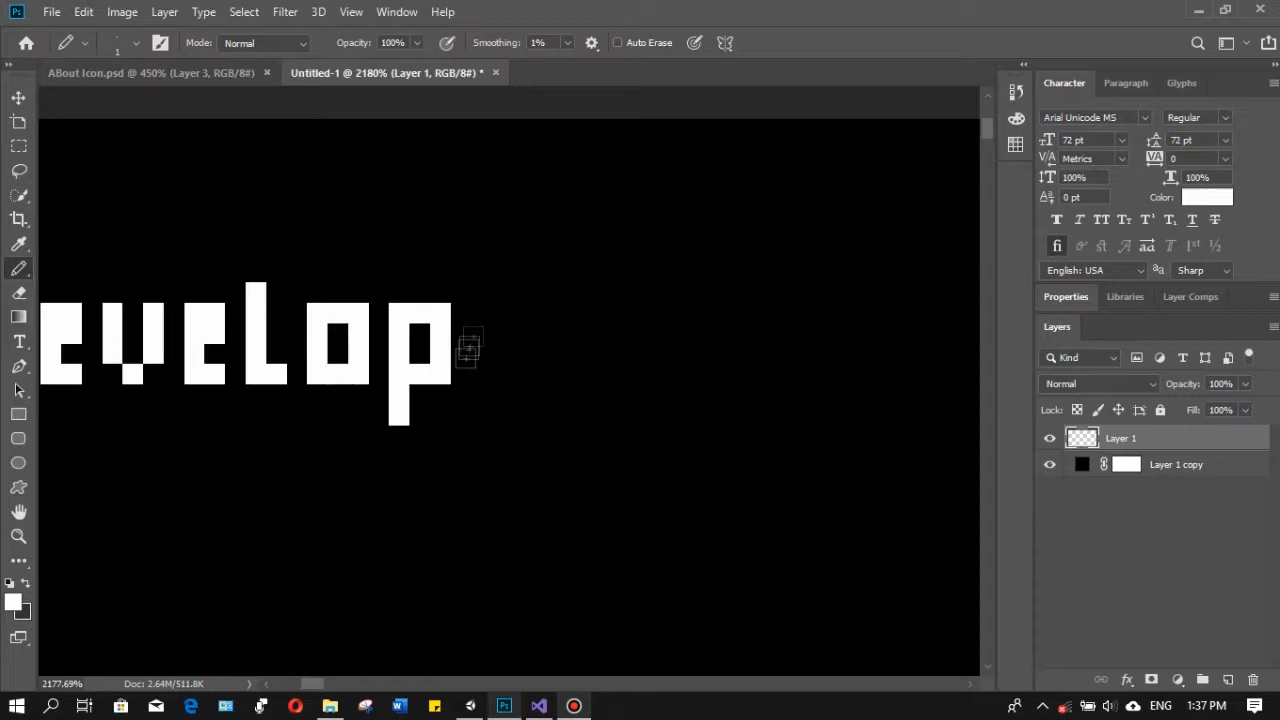 File Edit Image Layer Type Select Filter 3D View Window Help
1 Mode: Normal Opacity: 100% Smoothing: 1% Auto Erase
ABout Icon.psd @ 450% (Layer 3, RGB/8#) × Untitled-1 @ 2180% (Layer 1, RGB/8#) * ×
Character Paragraph Glyphs
Arial Unicode MS Regular
72 pt 72 pt
Metrics 0
100% 100%
0 pt Color:
English: USA Sharp
Properties Libraries Layer Comps
Layers
Kind
Normal Opacity: 100%
Lock: Fill: 100%
Layer 1
Layer 1 copy
evelop
2177.69% Doc: 2.64M/511.8K
ENG 1:37 PM